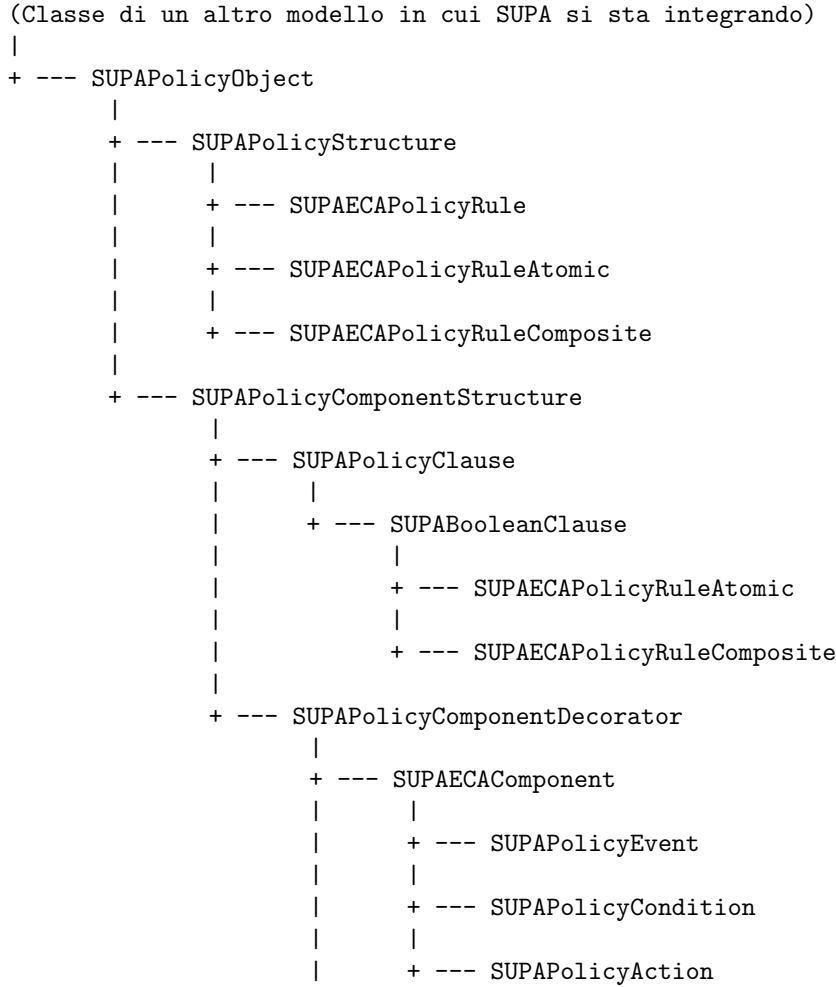 (Classe di un altro modello in cui SUPA si sta integrando)
|
+ --- SUPAPolicyObject
      |
      + --- SUPAPolicyStructure
      |     |
      |     + --- SUPAECAPolicyRule
      |     |
      |     + --- SUPAECAPolicyRuleAtomic
      |     |
      |     + --- SUPAECAPolicyRuleComposite
      |
      + --- SUPAPolicyComponentStructure
            |
            + --- SUPAPolicyClause
            |     |
            |     + --- SUPABooleanClause
            |          |
            |          + --- SUPAECAPolicyRuleAtomic
            |          |
            |          + --- SUPAECAPolicyRuleComposite
            |
            + --- SUPAPolicyComponentDecorator
                  |
                  + --- SUPAECAComponent
                  |     |
                  |     + --- SUPAPolicyEvent
                  |     |
                  |     + --- SUPAPolicyCondition
                  |     |
                  |     + --- SUPAPolicyAction